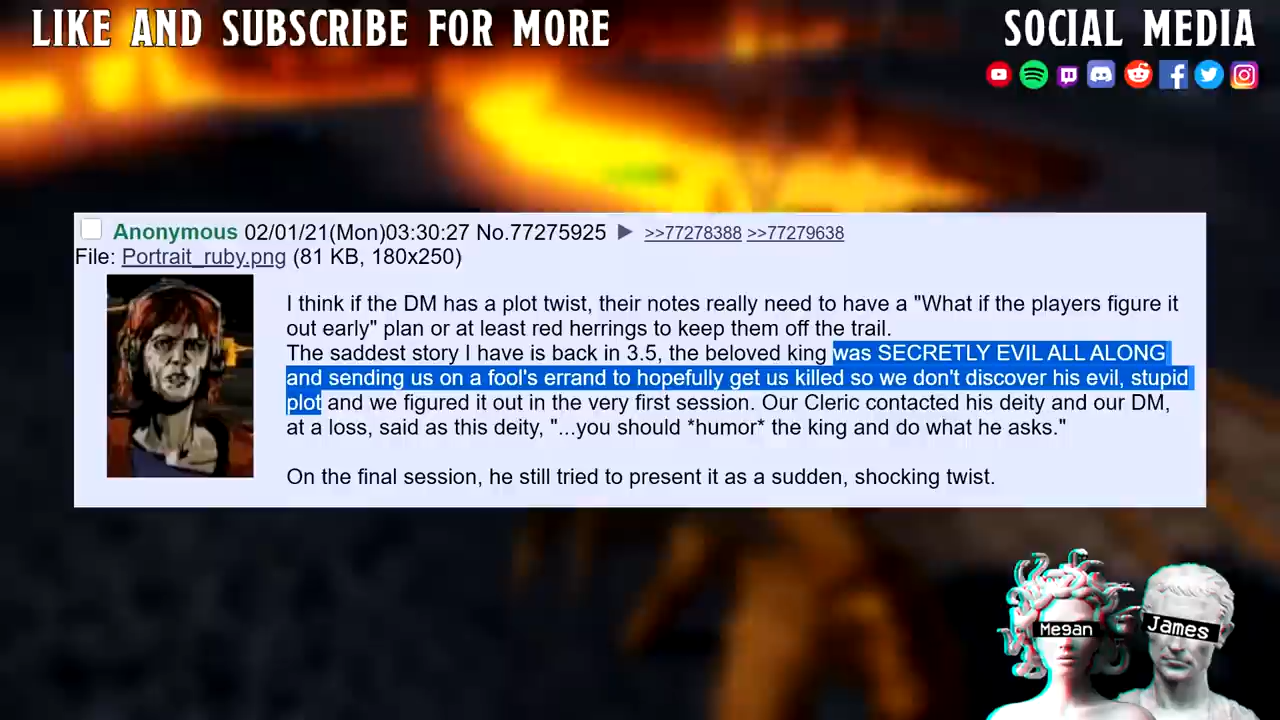 LIKE AND SUBSCRIBE FOR MORE
SOCIAL MEDIA
Anonymous 02/01/21(Mon)03:30:27 No.77275925 ▶ >>77278388 >>77279638
File: Portrait_ruby.png (81 KB, 180x250)
I think if the DM has a plot twist, their notes really need to have a "What if the players figure it
out early" plan or at least red herrings to keep them off the trail.
The saddest story I have is back in 3.5, the beloved king was SECRETLY EVIL ALL ALONG
and sending us on a fool's errand to hopefully get us killed so we don't discover his evil, stupid
plot and we figured it out in the very first session. Our Cleric contacted his deity and our DM,
at a loss, said as this deity, "...you should *humor* the king and do what he asks."
On the final session, he still tried to present it as a sudden, shocking twist.
Megan
James